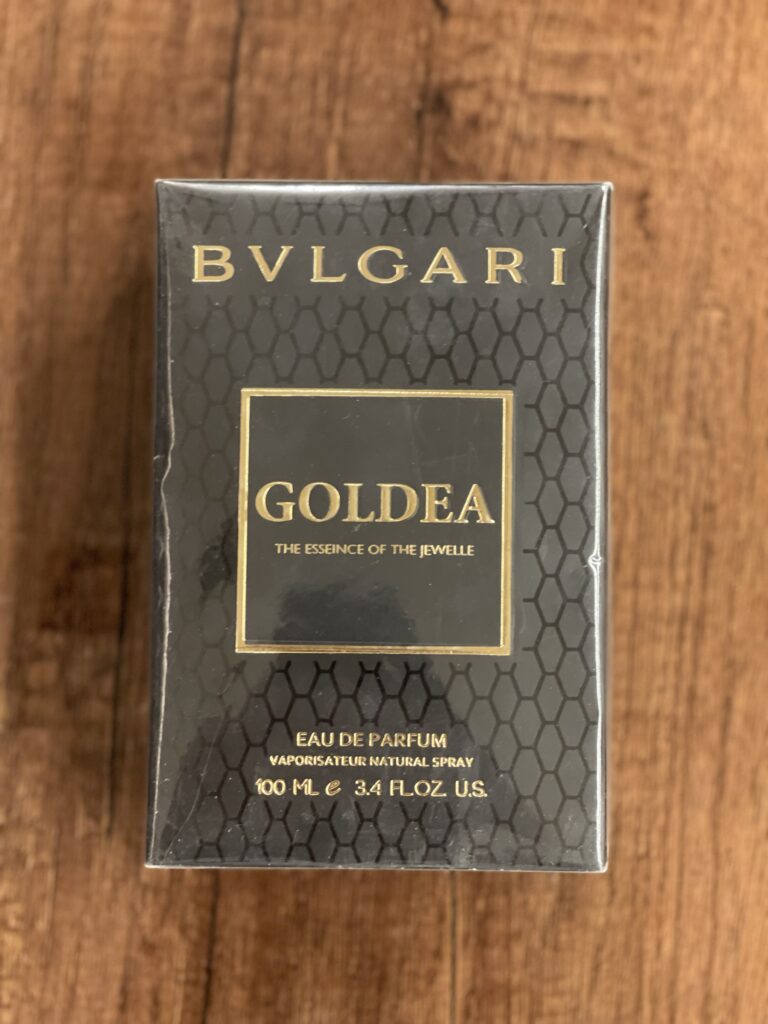 BVLGARI
GOLDEA
THE ESSEINCE OF THE JEWELLE
EAU DE PARFUM
VAPORISATEUR NATURAL SPRAY
100 ML e 3.4 FL.OZ. U.S.